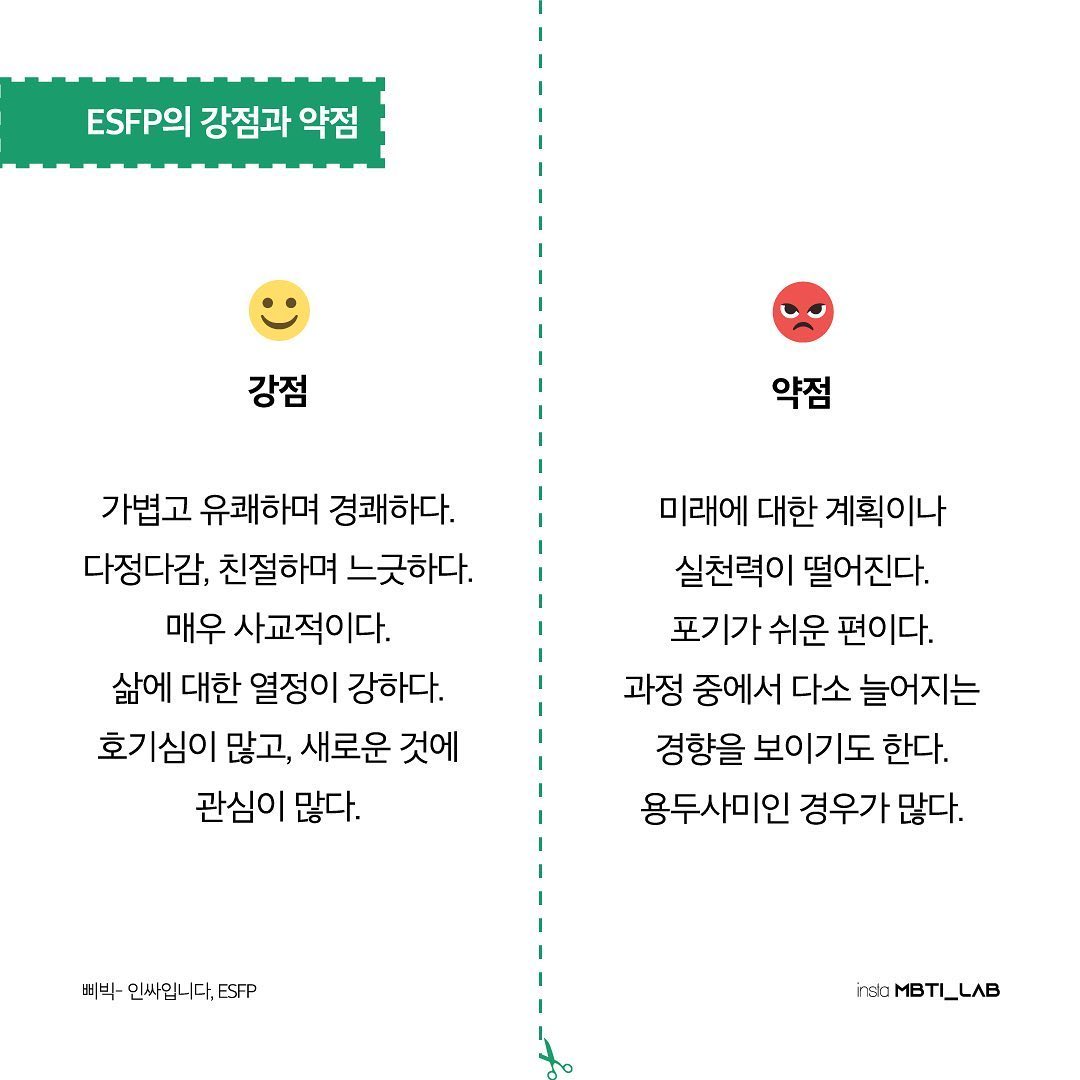 ESFP의 강점과 약점
강점
가볍고 유쾌하며 경쾌하다.
다정다감, 친절하며 느긋하다.
매우 사교적이다.
삶에 대한 열정이 강하다.
호기심이 많고, 새로운 것에
관심이 많다.
약점
미래에 대한 계획이나
실천력이 떨어진다.
포기가 쉬운 편이다.
과정 중에서 다소 늘어지는
경향을 보이기도 한다.
용두사미인 경우가 많다.
삐빅- 인싸입니다, ESFP
insta MBTI_LAB